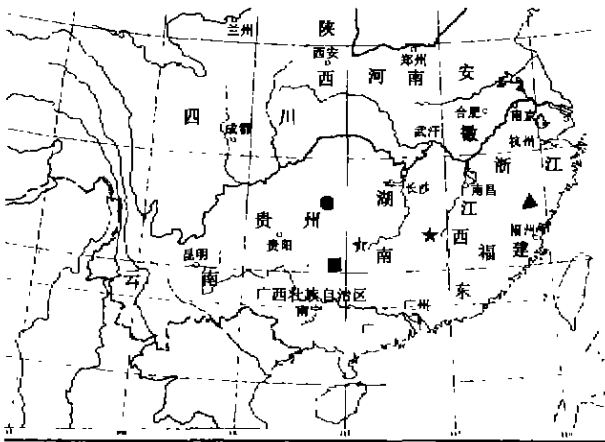 兰州
陕
西安
郑州
西
河
南
安
四
川
合肥
南京
成都
武汉
徽
杭州
浙
江
湖
长沙
南昌
贵
州
江
贵阳
福州
昆明
南
西
福
建
云
南
广西壮族自治区
东
南宁
广州
广